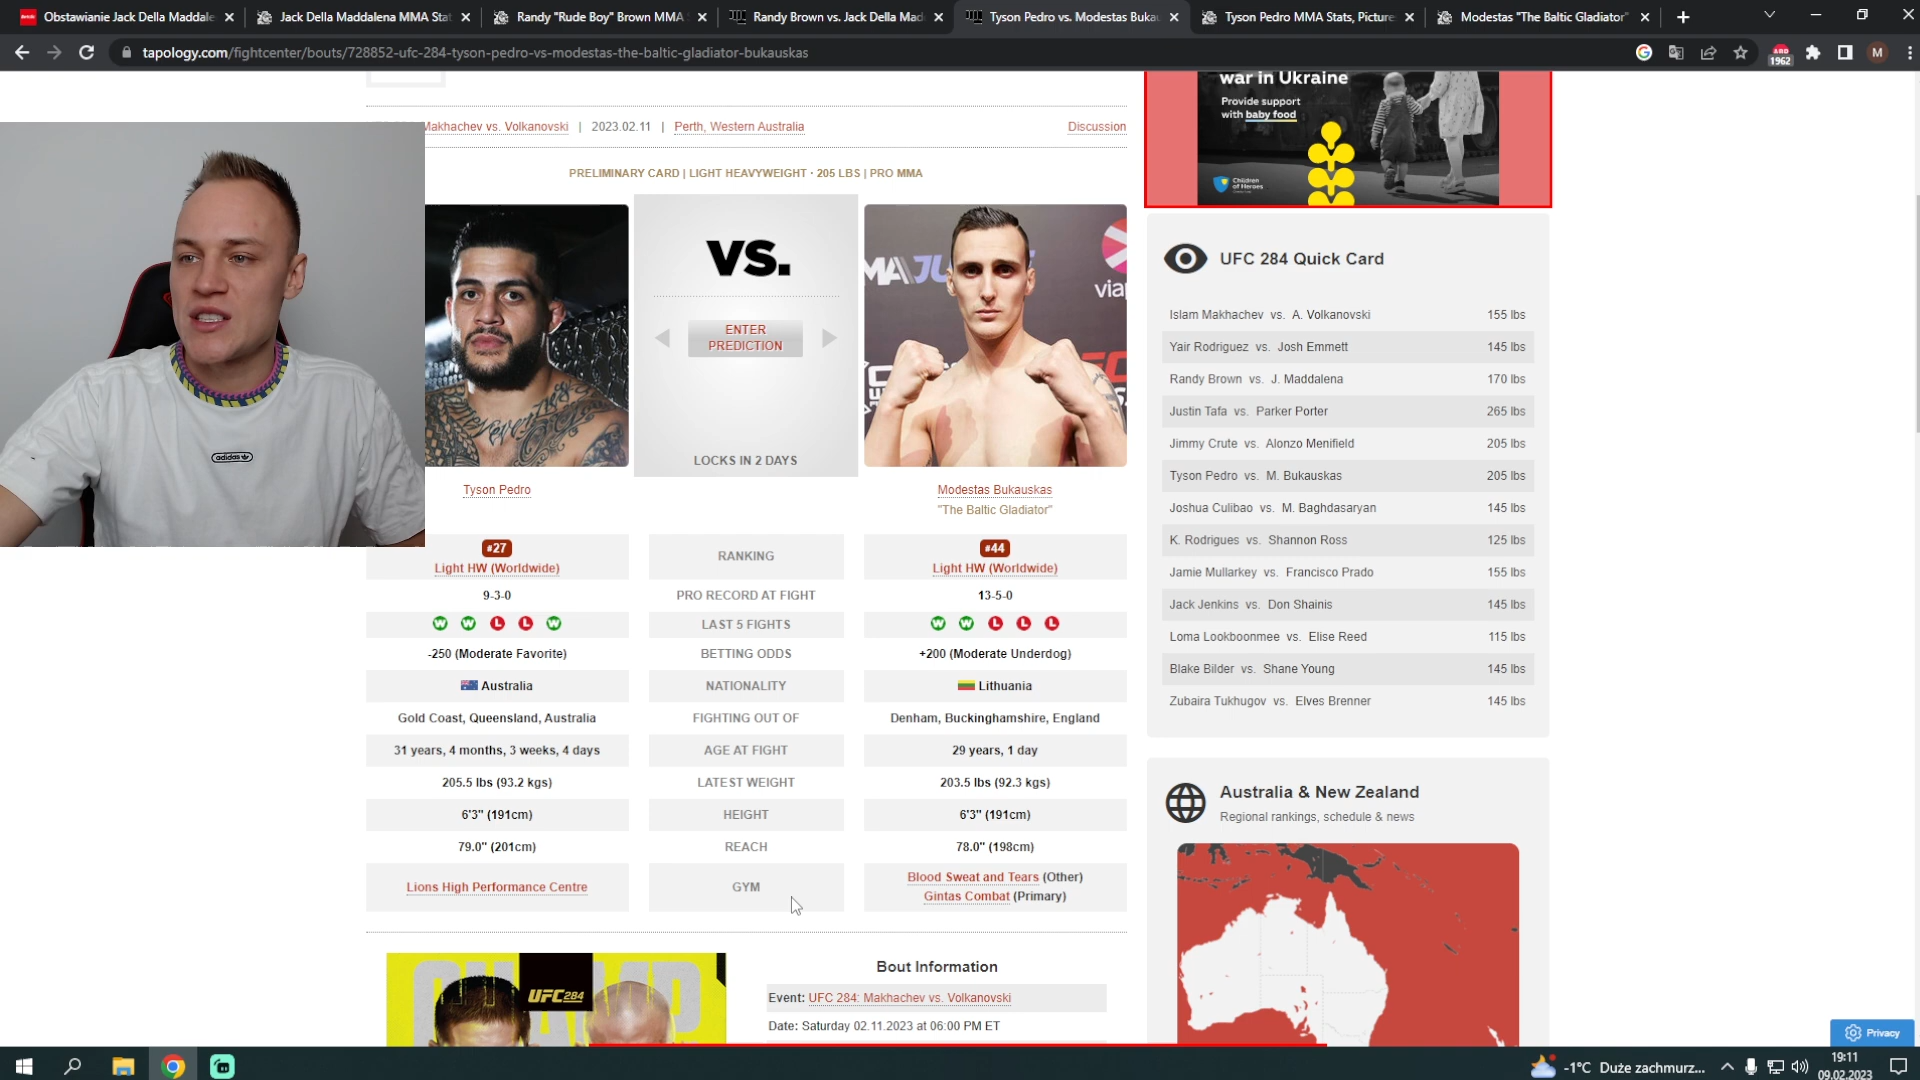 Obstawianie Jack Della Maddale
Jack Della Maddalena MMA Stat
Randy "Rude Boy" Brown MMA
Randy Brown vs. Jack Della Mad
Tyson Pedro vs. Modestas Buka
Tyson Pedro MMA Stats, Picture
Modestas "The Baltic Gladiator"
tapology.com/fightcenter/bouts/728852-ufc-284-tyson-pedro-vs-modestas-the-baltic-gladiator-bukauskas
ABD
1962
M
war in Ukraine
Provide support
with baby food
Children
of Heroes
Makhachev vs. Volkanovski | 2023.02.11 | Perth, Western Australia
Discussion
PRELIMINARY CARD | LIGHT HEAVYWEIGHT · 205 LBS | PRO MMA
VS.
ENTER
PREDICTION
LOCKS IN 2 DAYS
adidas
Tyson Pedro
Modestas Bukauskas
"The Baltic Gladiator"
#27
Light HW (Worldwide)
RANKING
#44
Light HW (Worldwide)
9-3-0
PRO RECORD AT FIGHT
13-5-0
W W L L W
LAST 5 FIGHTS
W W L L L
-250 (Moderate Favorite)
BETTING ODDS
+200 (Moderate Underdog)
Australia
NATIONALITY
Lithuania
Gold Coast, Queensland, Australia
FIGHTING OUT OF
Denham, Buckinghamshire, England
31 years, 4 months, 3 weeks, 4 days
AGE AT FIGHT
29 years, 1 day
205.5 lbs (93.2 kgs)
LATEST WEIGHT
203.5 lbs (92.3 kgs)
6'3" (191cm)
HEIGHT
6'3" (191cm)
79.0" (201cm)
REACH
78.0" (198cm)
Lions High Performance Centre
GYM
Blood Sweat and Tears (Other)
Gintas Combat (Primary)
UFC 284
Bout Information
Event: UFC 284: Makhachev vs. Volkanovski
Date: Saturday 02.11.2023 at 06:00 PM ET
UFC 284 Quick Card
Islam Makhachev vs. A. Volkanovski 155 lbs
Yair Rodriguez vs. Josh Emmett 145 lbs
Randy Brown vs. J. Maddalena 170 lbs
Justin Tafa vs. Parker Porter 265 lbs
Jimmy Crute vs. Alonzo Menifield 205 lbs
Tyson Pedro vs. M. Bukauskas 205 lbs
Joshua Culibao vs. M. Baghdasaryan 145 lbs
K. Rodrigues vs. Shannon Ross 125 lbs
Jamie Mullarkey vs. Francisco Prado 155 lbs
Jack Jenkins vs. Don Shainis 145 lbs
Loma Lookboonmee vs. Elise Reed 115 lbs
Blake Bilder vs. Shane Young 145 lbs
Zubaira Tukhugov vs. Elves Brenner 145 lbs
Australia & New Zealand
Regional rankings, schedule & news
Privacy
-1°C Duże zachmurz...
19:11
09.02.2023